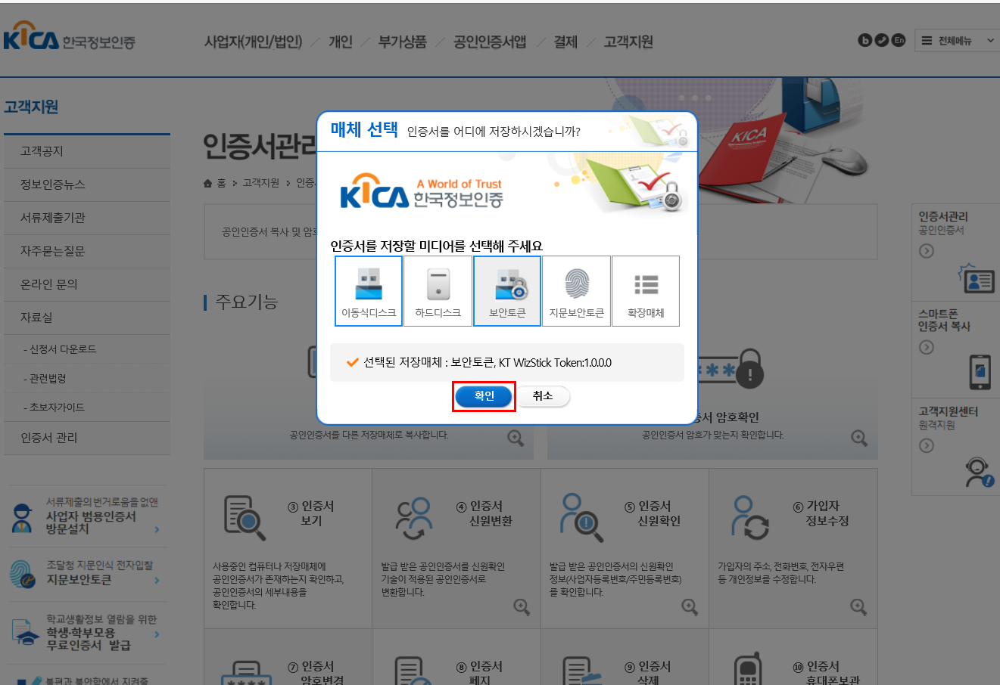 KICA 한국정보인증
사업자(개인/법인) 개인 부가상품 공인인증서앱 결제 고객지원
b En 전체메뉴
고객지원
고객공지
정보인증뉴스
서류제출기관
자주묻는질문
온라인 문의
자료실
- 신청서 다운로드
- 관련법령
- 초보자가이드
인증서 관리
서류제출의 번거로움을 없앤
사업자 범용인증서
방문설치
조달청 지문인식 전자입찰
지문보안토큰
학교생활정보 열람을 위한
학생·학부모용
무료인증서 발급
불편과 불안함에서 지켜줄
인증서관리
홈 고객지원 인증
공인인증서 복사 및 암호
KICA
KICA
주요기능
매체 선택 인증서를 어디에 저장하시겠습니까?
KICA A World of Trust
한국정보인증
인증서를 저장할 미디어를 선택해 주세요
이동식디스크 하드디스크 보안토큰 지문보안토큰 확장매체
선택된 저장매체 : 보안토큰, KT WizStick Token:1.0.0.0
확인 취소
서 암호확인
공인인증서를 다른 저장매체로 복사합니다.
공인인증서 암호가 맞는지 확인합니다.
③ 인증서
보기
사용중인 컴퓨터나 저장매체에
공인인증서가 존재하는지 확인하고,
공인인증서의 세부내용을
확인합니다.
④ 인증서
신원변환
발급 받은 공인인증서를 신원확인
기술이 적용된 공인인증서로
변환합니다.
⑤ 인증서
신원확인
발급 받은 공인인증서의 신원확인
정보(사업자등록번호/주민등록번호)
를 확인합니다.
⑥ 가입자
정보수정
가입자의 주소, 전화번호, 전자우편
등 개인정보를 수정합니다.
⑦ 인증서
암호변경
⑧ 인증서
폐지
⑨ 인증서
삭제
⑩ 인증서
휴대폰보관
인증서관리
공인인증서
스마트폰
인증서 복사
고객지원센터
원격지원